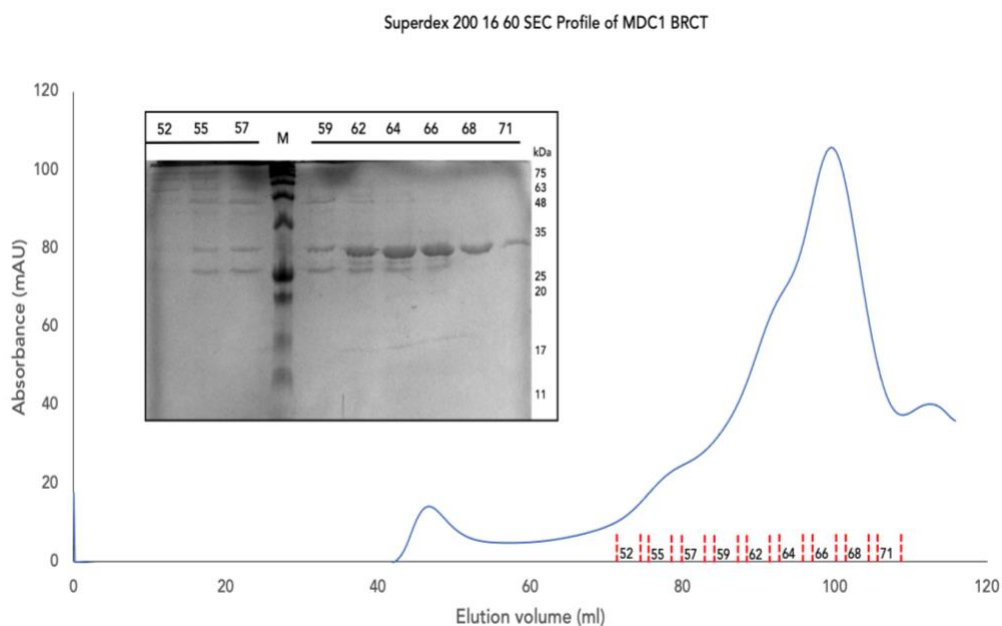 Superdex 200 16 60 SEC Profile of MDC1 BRCT
120
100
80
60
40
20
0
Absorbance (mAU)
52 55 57 M 59 62 64 66 68 71
kDa
75
63
48
35
25
20
17
11
52 55 57 59 62 64 66 68 71
0 20 40 60 80 100 120
Elution volume (ml)